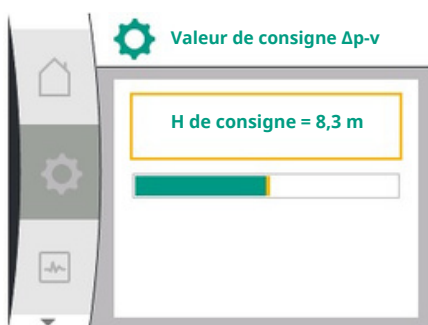 Valeur de consigne Δp-v
H de consigne = 8,3 m